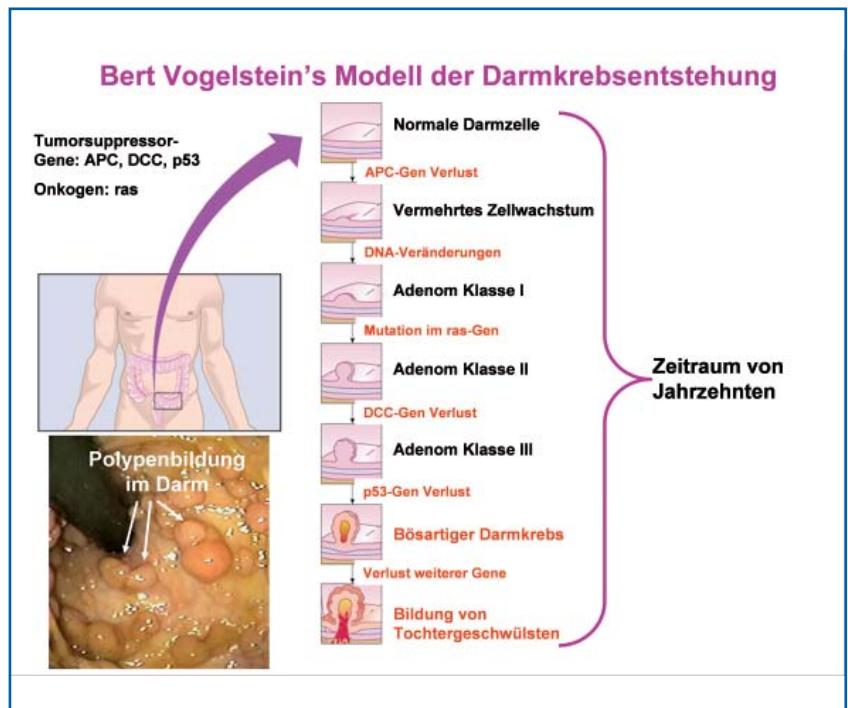 Bert Vogelstein's Modell der Darmkrebsentstehung
Tumorsuppressor-
Gene: APC, DCC, p53
Onkogen: ras
Normale Darmzelle
APC-Gen Verlust
Vermehrtes Zellwachstum
DNA-Veränderungen
Adenom Klasse I
Mutation im ras-Gen
Adenom Klasse II
DCC-Gen Verlust
Adenom Klasse III
p53-Gen Verlust
Bösartiger Darmkrebs
Verlust weiterer Gene
Bildung von
Tochtergeschwülsten
Zeitraum von
Jahrzehnten
Polypenbildung
im Darm